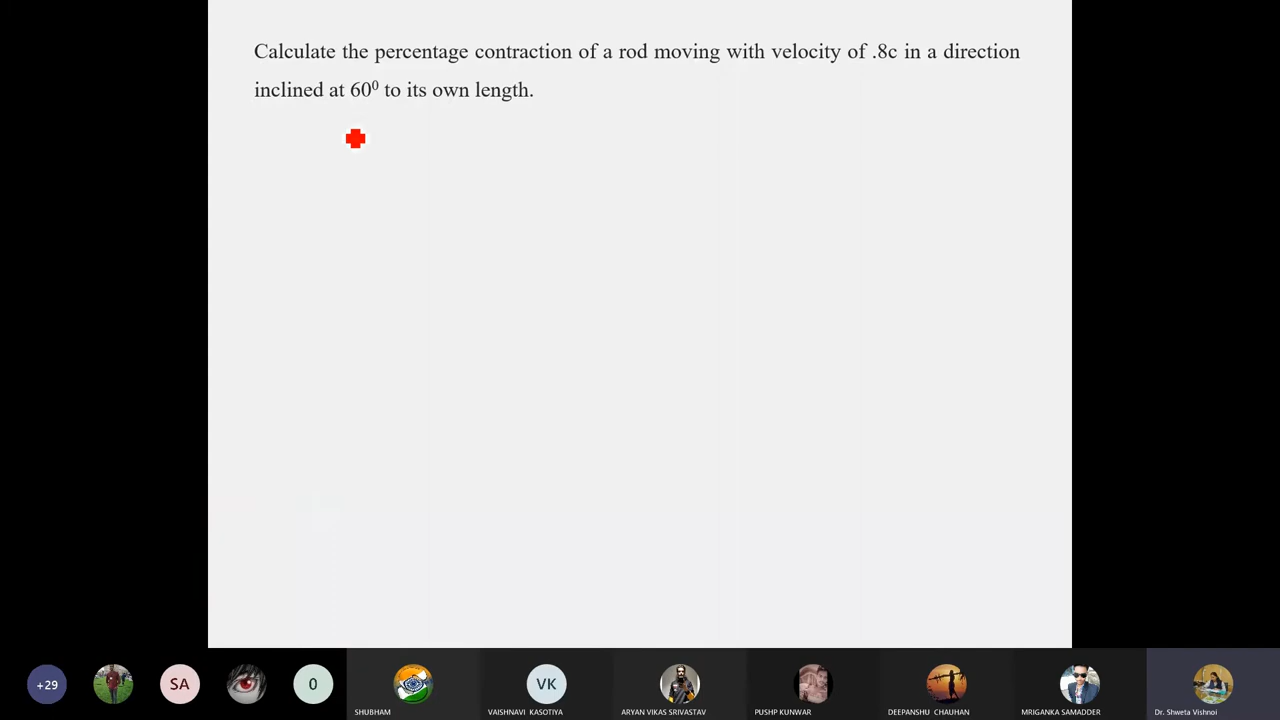 Calculate the percentage contraction of a rod moving with velocity of .8c in a direction
inclined at 60⁰ to its own length.
+29
SA
0
VK
SHUBHAM
VAISHNAVI KASOTIYA
ARYAN VIKAS SRIVASTAV
PUSHP KUNWAR
DEEPANSHU CHAUHAN
MRIGANKA SAMADDER
Dr. Shweta Vishnoi